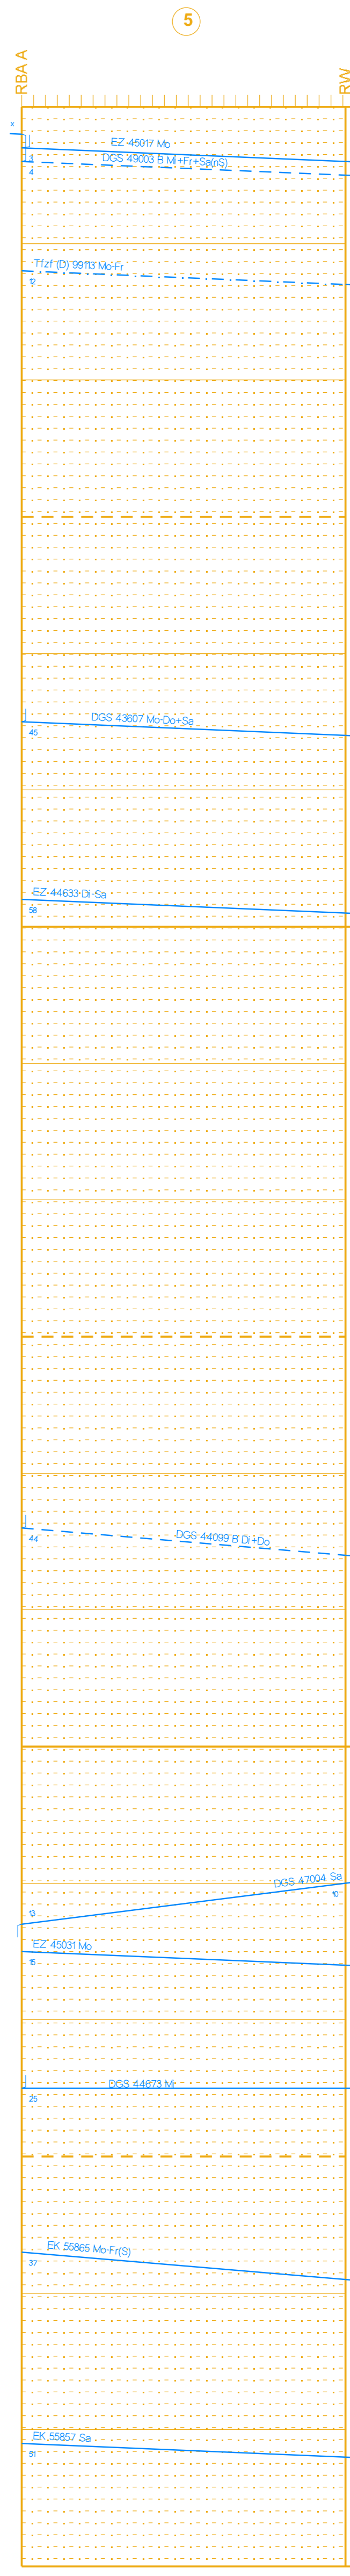 5
RBA A
RW
x
EZ 45017 Mo
3
DGS 49003 B Mi+Fr+Sa(nS)
4
Tfzf (D) 99113 Mo-Fr
12
DGS 43607 Mo-Do+Sa
45
EZ 44633 Di-Sa
58
DGS 44099 B Di+Do
44
DGS 47004 Sa
10
13
EZ 45031 Mo
15
DGS 44673 Mi
25
EK 55865 Mo-Fr(S)
37
EK 55857 Sa
51